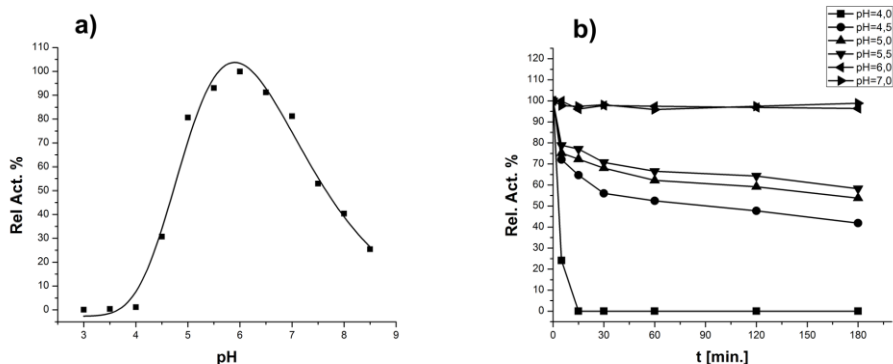 a)
Rel Act. %
110
100
90
80
70
60
50
40
30
20
10
0
3 4 5 6 7 8 9
pH
b)
pH=4,0
pH=4,5
pH=5,0
pH=5,5
pH=6,0
pH=7,0
Rel. Act. %
120
110
100
90
80
70
60
50
40
30
20
10
0
0 30 60 90 120 150 180
t [min.]